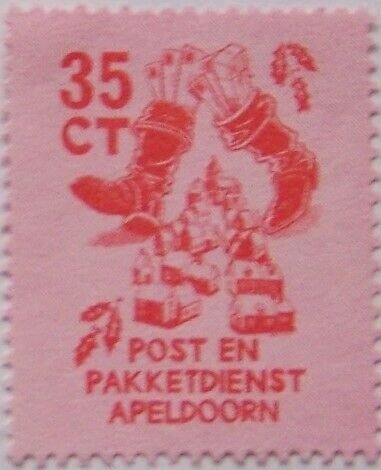 35
CT
POST EN
PAKKETDIENST
APELDOORN